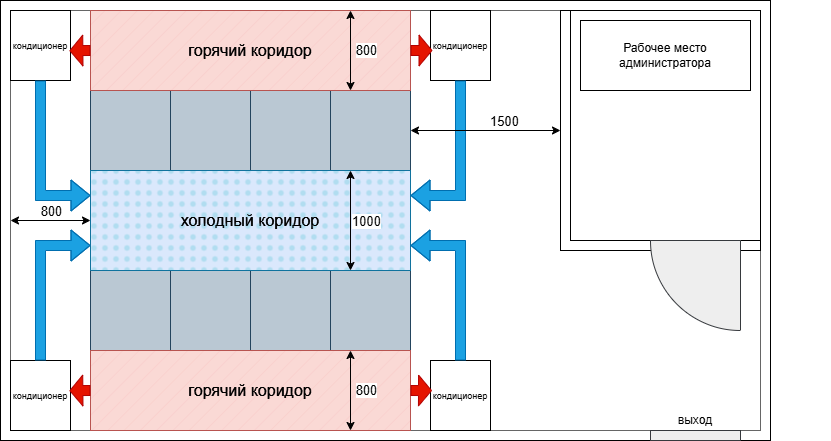 кондиционер
горячий коридор
800
кондиционер
Рабочее место
администратора
1500
800
холодный коридор
1000
кондиционер
горячий коридор
800
кондиционер
выход